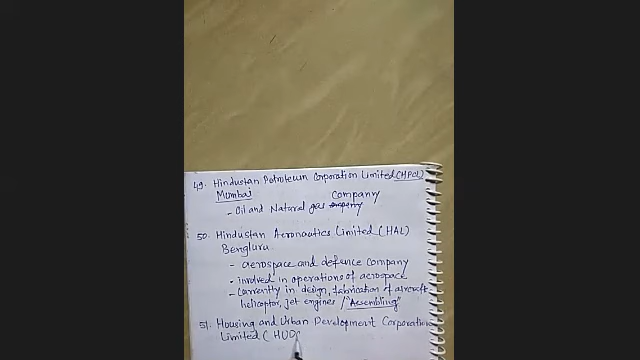 49. Hindustan Petroleum Corporation Limited (HPCL)
Mumbai
Company
- Oil and Natural gas
50. Hindustan Aeronautics Limited (HAL)
Bengluru
- aerospace and defence company
- involved in operations of aerospace
- currently in design, fabrication of aircraft
helicopter, jet engines / "Assembling"
51. Housing and Urban Development Corporation
Limited (HUD